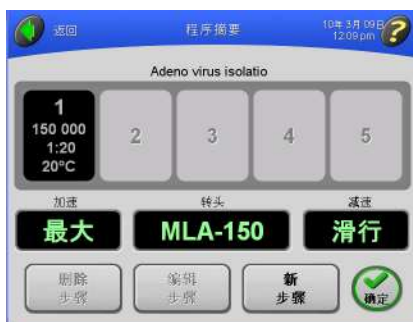 返回
程序摘要
10年 3月 09日
12:09 pm
?
Adeno virus isolatio
1
150 000
1:20
20°C
2
3
4
5
加速
转头
减速
最大
MLA-150
滑行
删除
步骤
编辑
步骤
新
步骤
确定